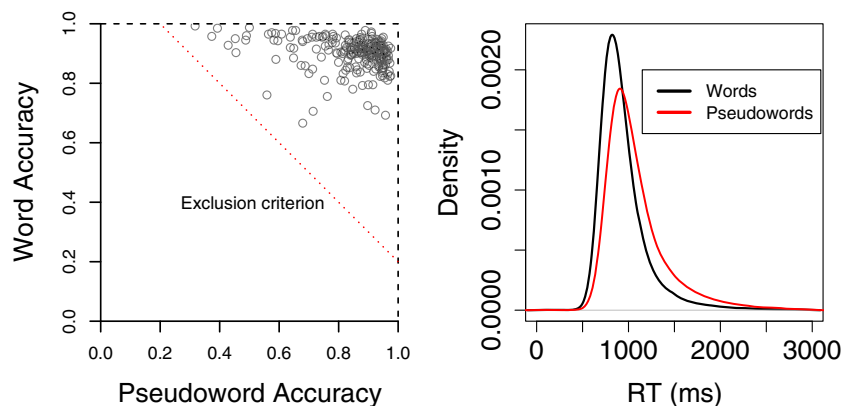 Word Accuracy
1.0
0.8
0.6
0.4
0.2
0.0
Exclusion criterion
0.0 0.2 0.4 0.6 0.8 1.0
Pseudoword Accuracy
Density
0.0020
0.0010
0.0000
Words
Pseudowords
0 1000 2000 3000
RT (ms)